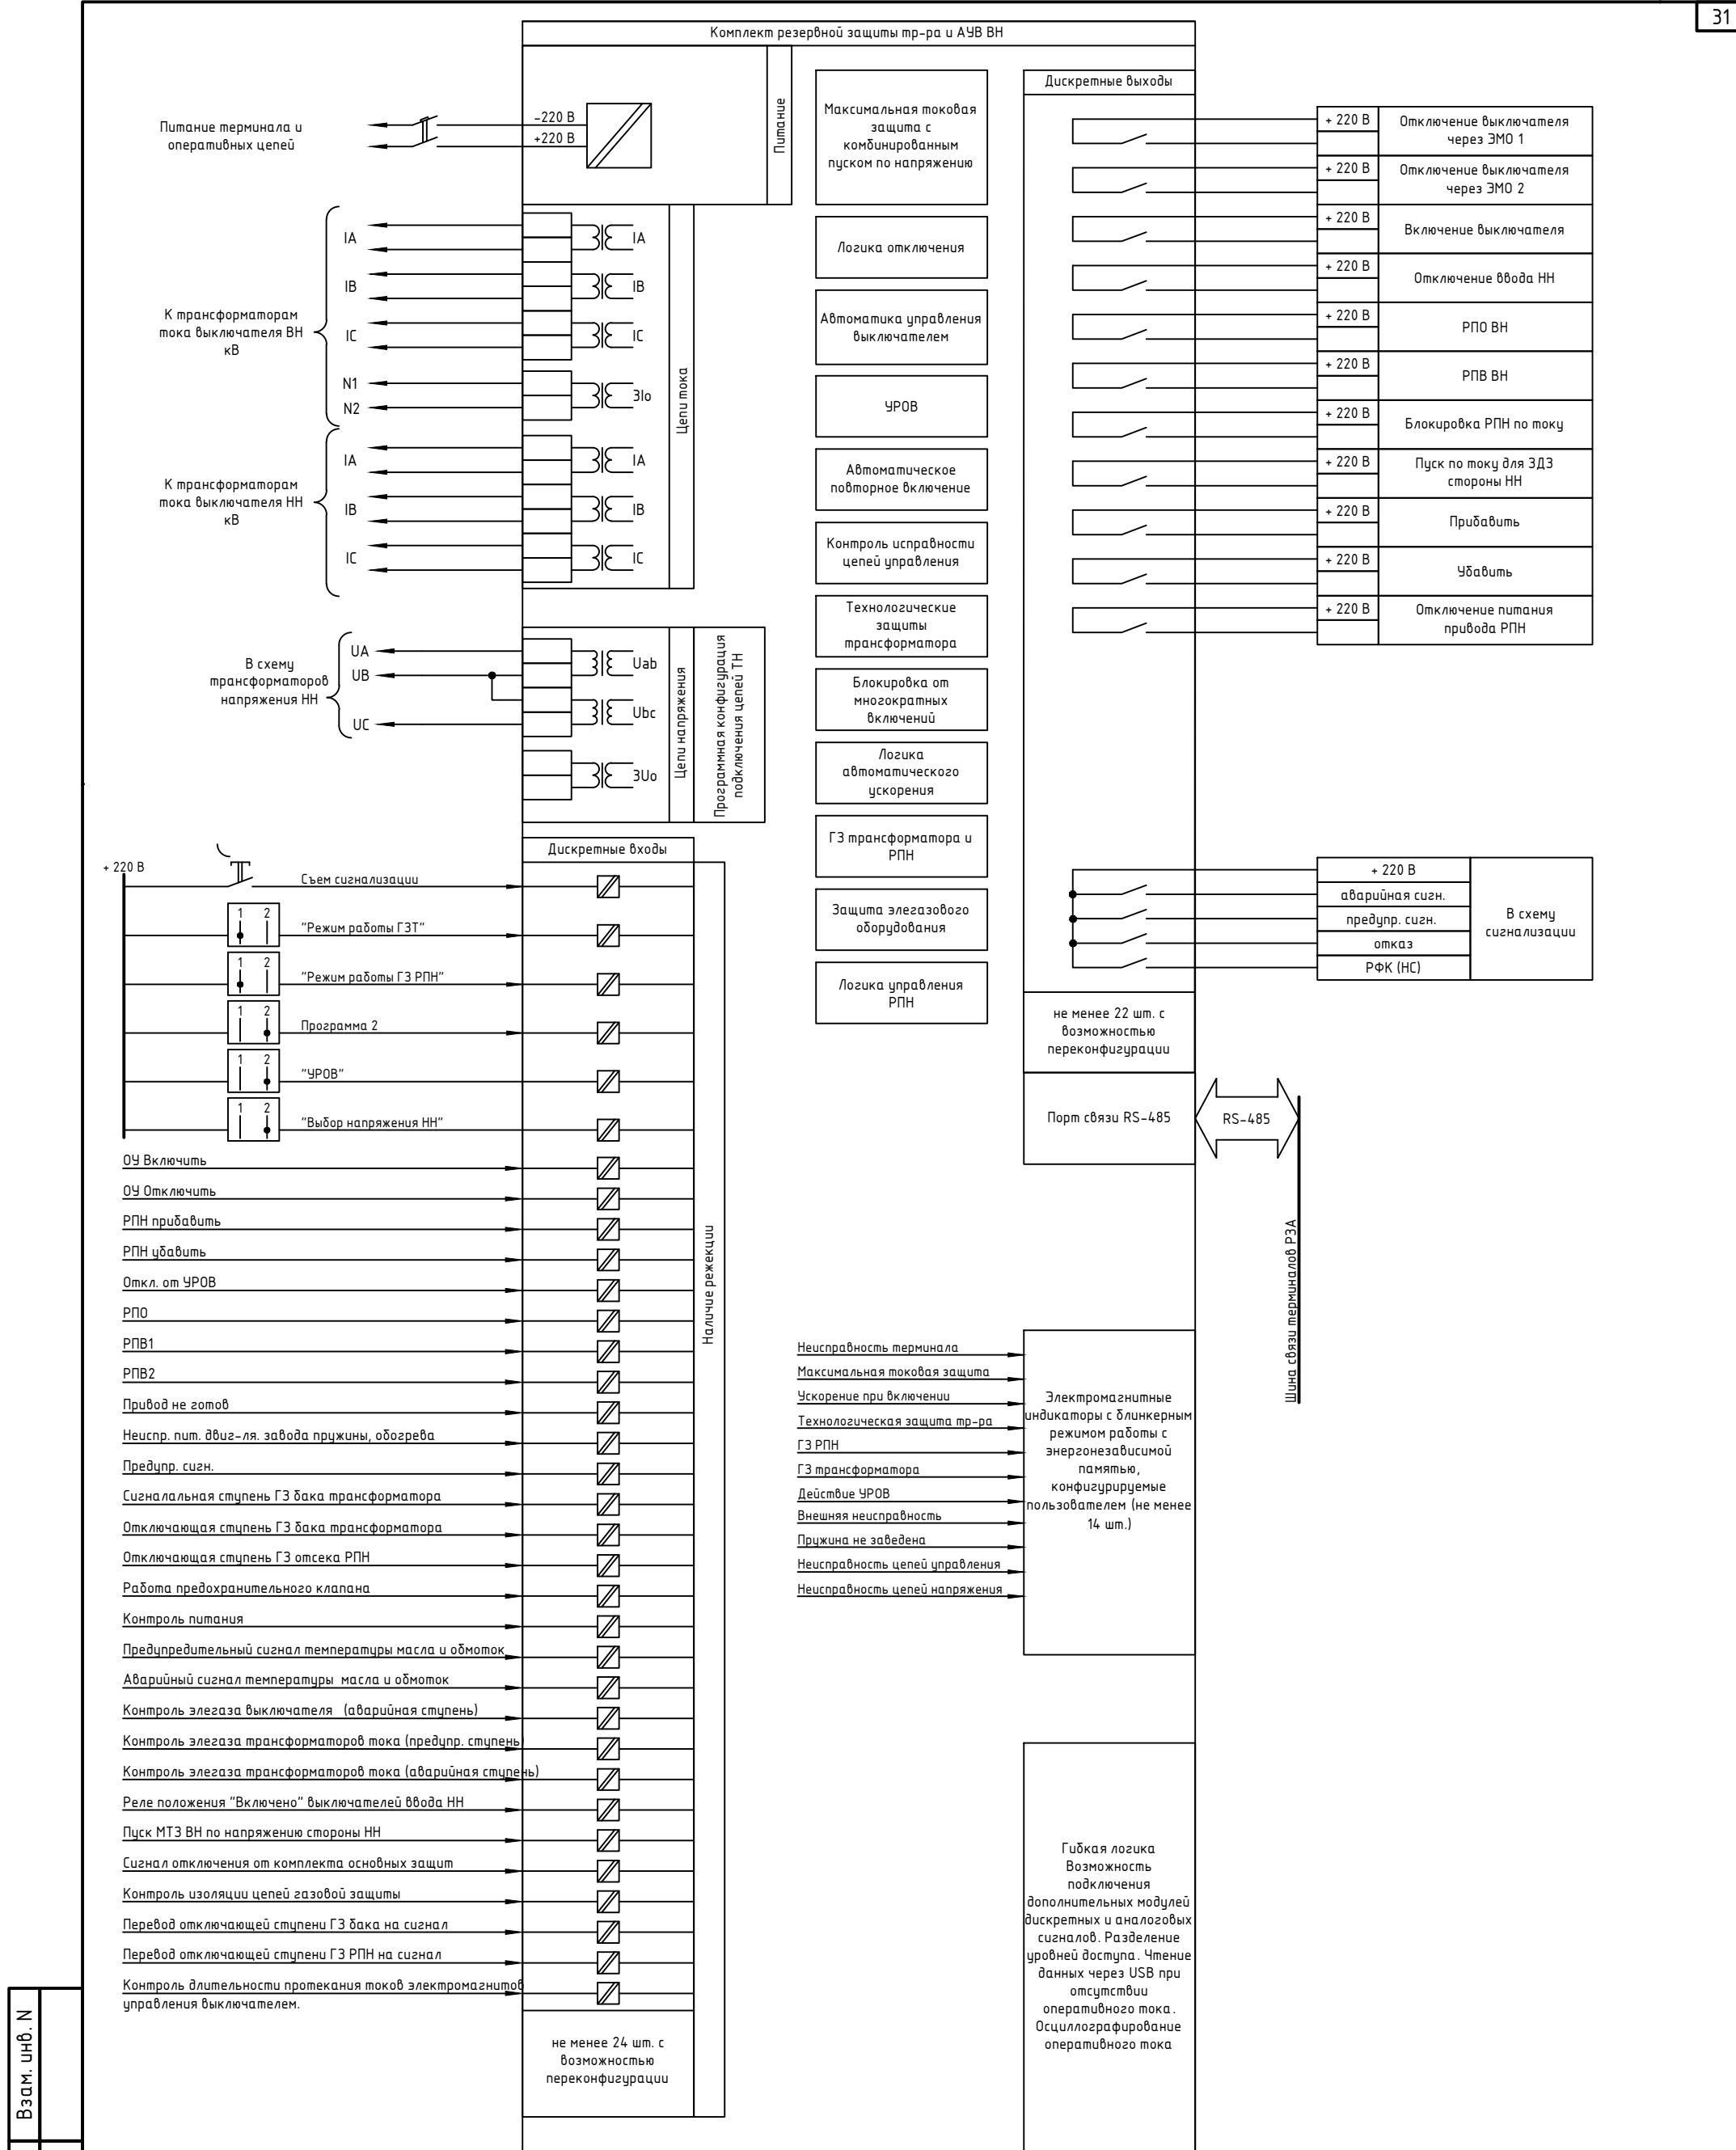 31
Комплект резервной защиты тр-ра и АУВ ВН
Питание терминала и
оперативных цепей
-220 В
+220 В
Питание
К трансформаторам
тока выключателя ВН
кВ
IA
IB
IC
N1
N2
IA
IB
IC
3Io
К трансформаторам
тока выключателя НН
кВ
IA
IB
IC
IA
IB
IC
Цепи тока
В схему
трансформаторов
напряжения НН
UA
UB
UC
Uab
Ubc
3Uo
Цепи напряжения
Программная конфигурация
подключения цепей ТН
Максимальная токовая
защита с
комбинированным
пуском по напряжению
Логика отключения
Автоматика управления
выключателем
УРОВ
Автоматическое
повторное включение
Контроль исправности
цепей управления
Технологические
защиты
трансформатора
Блокировка от
многократных
включений
Логика
автоматического
ускорения
ГЗ трансформатора и
РПН
Защита элегазового
оборудования
Логика управления
РПН
Дискретные выходы
+ 220 В
Отключение выключателя
через ЭМО 1
+ 220 В
Отключение выключателя
через ЭМО 2
+ 220 В
Включение выключателя
+ 220 В
Отключение ввода НН
+ 220 В
РПО ВН
+ 220 В
РПВ ВН
+ 220 В
Блокировка РПН по току
+ 220 В
Пуск по току для ЗДЗ
стороны НН
+ 220 В
Прибавить
+ 220 В
Убавить
+ 220 В
Отключение питания
привода РПН
+ 220 В
аварийная сигн.
предупр. сигн.
отказ
РФК (НС)
В схему
сигнализации
не менее 22 шт. с
возможностью
переконфигурации
Порт связи RS-485
RS-485
Шина связи терминалов РЗА
Дискретные входы
+ 220 В
Съем сигнализации
1 2
"Режим работы ГЗТ"
1 2
"Режим работы ГЗ РПН"
1 2
Программа 2
1 2
"УРОВ"
1 2
"Выбор напряжения НН"
ОУ Включить
ОУ Отключить
РПН прибавить
РПН убавить
Откл. от УРОВ
РПО
РПВ1
РПВ2
Привод не готов
Неиспр. пит. двиг-ля. завода пружины, обогрева
Предупр. сигн.
Сигналальная ступень ГЗ бака трансформатора
Отключающая ступень ГЗ бака трансформатора
Отключающая ступень ГЗ отсека РПН
Работа предохранительного клапана
Контроль питания
Предупредительный сигнал температуры масла и обмоток
Аварийный сигнал температуры масла и обмоток
Контроль элегаза выключателя (аварийная ступень)
Контроль элегаза трансформаторов тока (предупр. ступень)
Контроль элегаза трансформаторов тока (аварийная ступень)
Реле положения "Включено" выключателей ввода НН
Пуск МТЗ ВН по напряжению стороны НН
Сигнал отключения от комплекта основных защит
Контроль изоляции цепей газовой защиты
Перевод отключающей ступени ГЗ бака на сигнал
Перевод отключающей ступени ГЗ РПН на сигнал
Контроль длительности протекания токов электромагнитов
управления выключателем.
Наличие режекции
не менее 24 шт. с
возможностью
переконфигурации
Неисправность терминала
Максимальная токовая защита
Ускорение при включении
Технологическая защита тр-ра
ГЗ РПН
ГЗ трансформатора
Действие УРОВ
Внешняя неисправность
Пружина не заведена
Неисправность цепей управления
Неисправность цепей напряжения
Электромагнитные
индикаторы с блинкерным
режимом работы с
энергонезависимой
памятью,
конфигурируемые
пользователем (не менее
14 шт.)
Гибкая логика
Возможность
подключения
дополнительных модулей
дискретных и аналоговых
сигналов. Разделение
уровней доступа. Чтение
данных через USB при
отсутствии
оперативного тока.
Осциллографирование
оперативного тока
Взам. инв. N